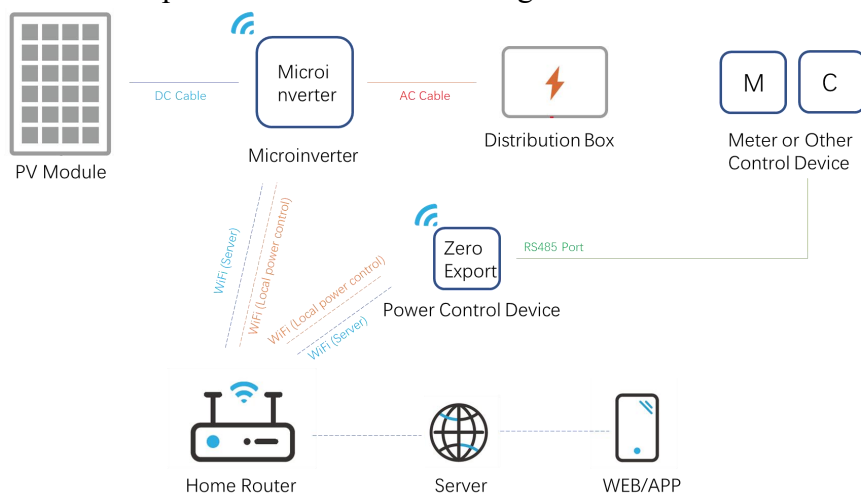 Microi
nverter
M
C
DC Cable
AC Cable
Distribution Box
Meter or Other
Control Device
PV Module
Microinverter
WiFi (Server)
WiFi (Local power control)
Zero
Export
RS485 Port
WiFi (Local power control)
WiFi (Server)
Power Control Device
Home Router
Server
WEB/APP